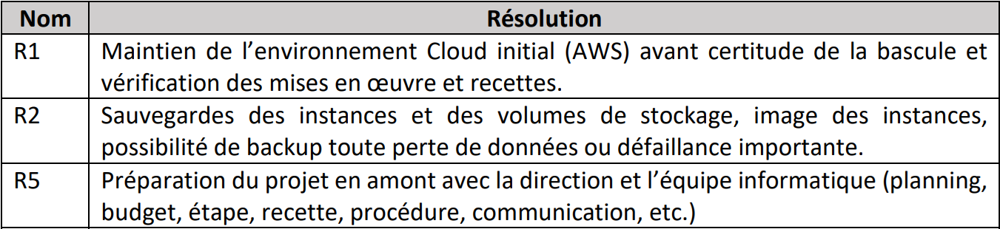 Nom Résolution
R1 Maintien de l’environnement Cloud initial (AWS) avant certitude de la bascule et
vérification des mises en œuvre et recettes.
R2 Sauvegardes des instances et des volumes de stockage, image des instances,
possibilité de backup toute perte de données ou défaillance importante.
R5 Préparation du projet en amont avec la direction et l’équipe informatique (planning,
budget, étape, recette, procédure, communication, etc.)